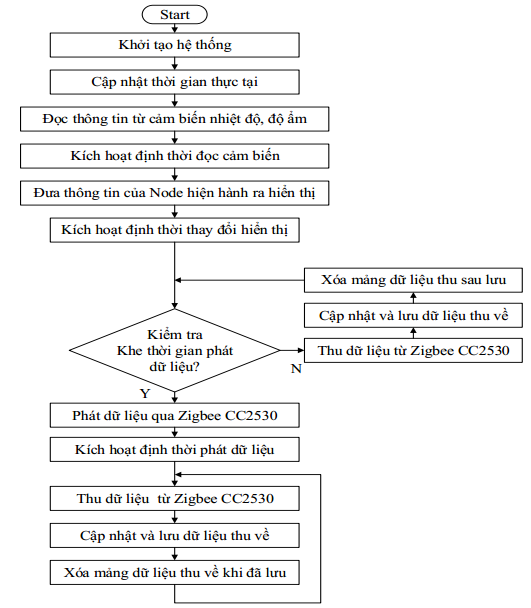 Start
Khởi tạo hệ thống
Cập nhật thời gian thực tại
Đọc thông tin từ cảm biến nhiệt độ, độ ẩm
Kích hoạt định thời đọc cảm biến
Đưa thông tin của Node hiện hành ra hiển thị
Kích hoạt định thời thay đổi hiển thị
Xóa mảng dữ liệu thu sau lưu
Cập nhật và lưu dữ liệu thu về
Thu dữ liệu từ Zigbee CC2530
Kiểm tra
Khe thời gian phát
dữ liệu?
N
Y
Phát dữ liệu qua Zigbee CC2530
Kích hoạt định thời phát dữ liệu
Thu dữ liệu từ Zigbee CC2530
Cập nhật và lưu dữ liệu thu về
Xóa mảng dữ liệu thu về khi đã lưu